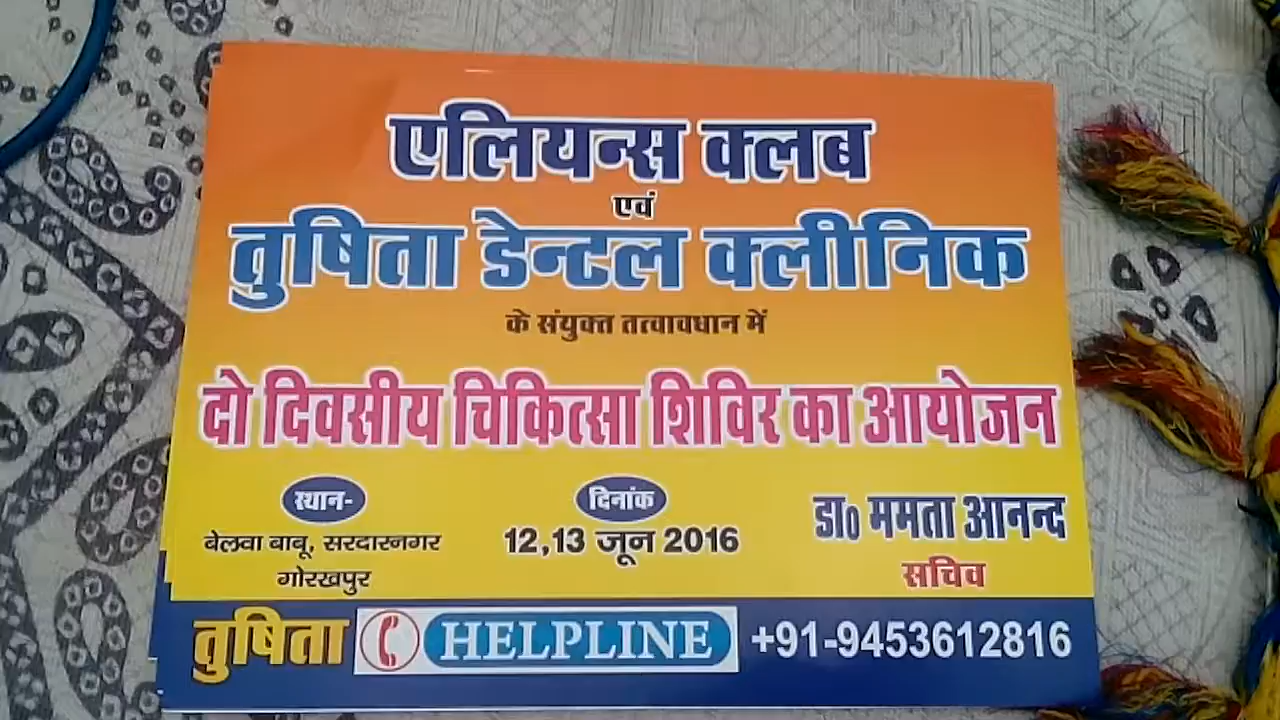 एलियन्स क्लब
एवं
तुषिता डेन्टल क्लीनिक
के संयुक्त तत्वावधान में
दो दिवसीय चिकित्सा शिविर का आयोजन
स्थान-
बेलवा बाबू, सरदारनगर
गोरखपुर
दिनांक
12,13 जून 2016
डा० ममता आनन्द
सचिव
तुषिता HELPLINE +91-9453612816